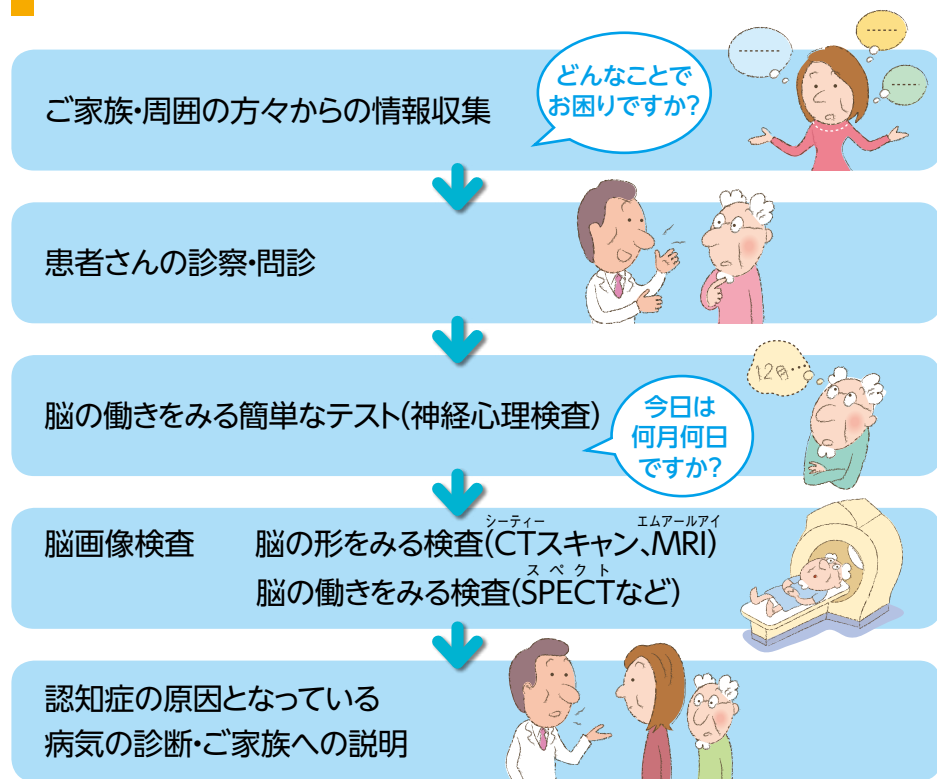 どんなことで
お困りですか?
ご家族・周囲の方々からの情報収集
患者さんの診察・問診
12月…
脳の働きをみる簡単なテスト(神経心理検査)
今日は
何月何日
ですか?
シーティー エムアールアイ
脳画像検査 脳の形をみる検査(CTスキャン、MRI)
スペクト
脳の働きをみる検査(SPECTなど)
認知症の原因となっている
病気の診断・ご家族への説明